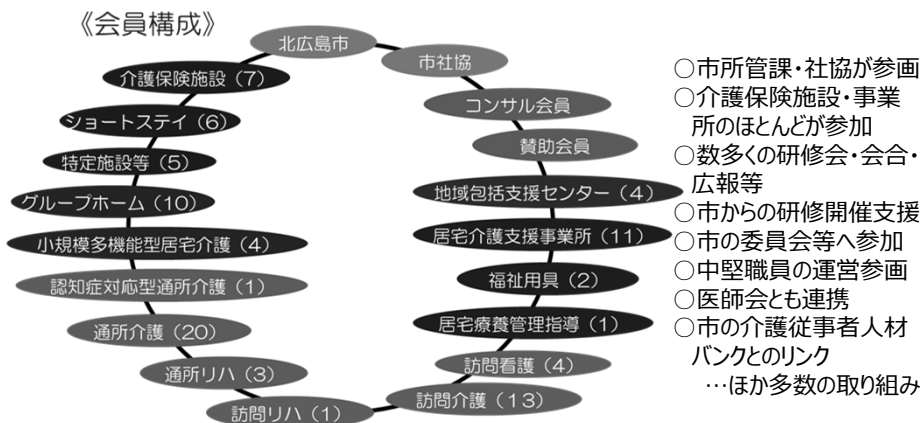 《会員構成》
北広島市
市社協
コンサル会員
賛助会員
地域包括支援センター（4）
居宅介護支援事業所（11）
福祉用具（2）
居宅療養管理指導（1）
訪問看護（4）
訪問介護（13）
訪問リハ（1）
通所リハ（3）
通所介護（20）
認知症対応型通所介護（1）
小規模多機能型居宅介護（4）
グループホーム（10）
特定施設等（5）
ショートステイ（6）
介護保険施設（7）
○市所管課・社協が参画
○介護保険施設・事業
所のほとんどが参加
○数多くの研修会・会合・
広報等
○市からの研修開催支援
○市の委員会等へ参加
○中堅職員の運営参画
○医師会とも連携
○市の介護従事者人材
バンクとのリンク
…ほか多数の取り組み